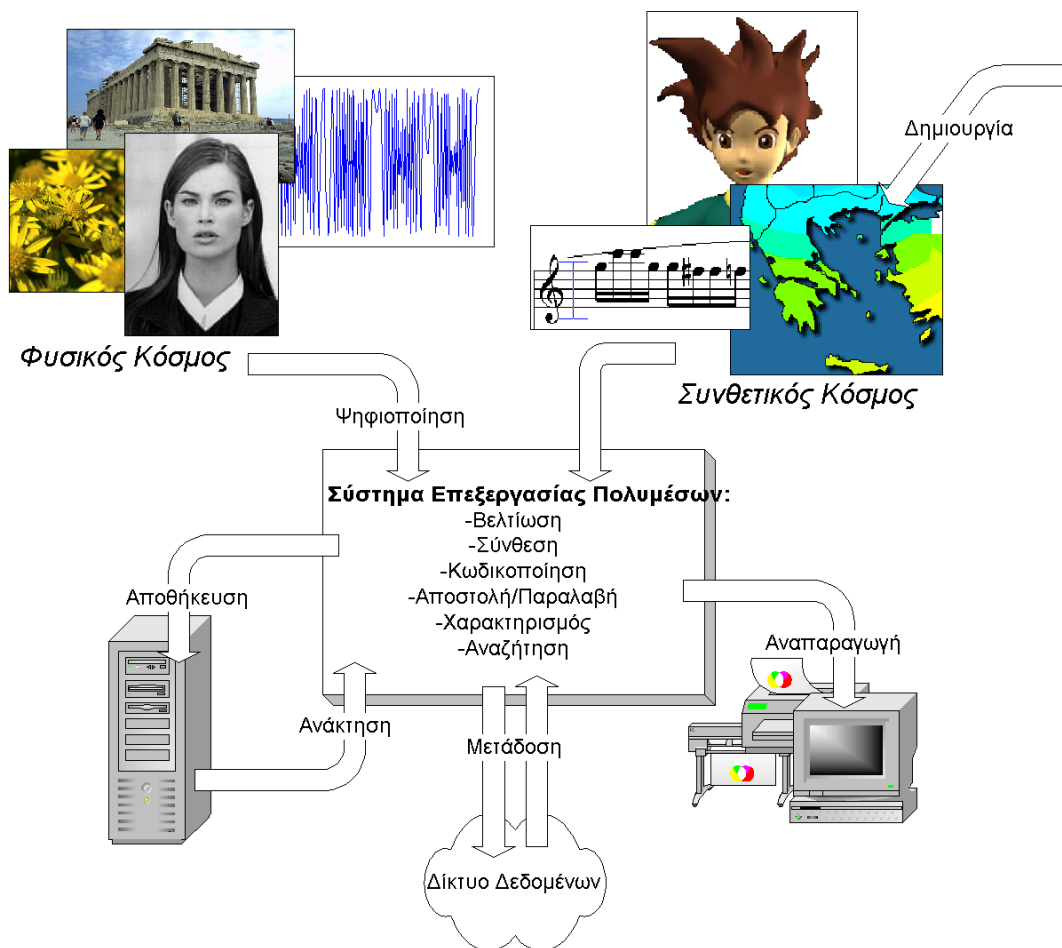 Δημιουργία
Φυσικός Κόσμος
Συνθετικός Κόσμος
Ψηφιοποίηση
Σύστημα Επεξεργασίας Πολυμέσων:
-Βελτίωση
-Σύνθεση
-Κωδικοποίηση
-Αποστολή/Παραλαβή
-Χαρακτηρισμός
-Αναζήτηση
Αποθήκευση
Αναπαραγωγή
Ανάκτηση
Μετάδοση
Δίκτυο Δεδομένων